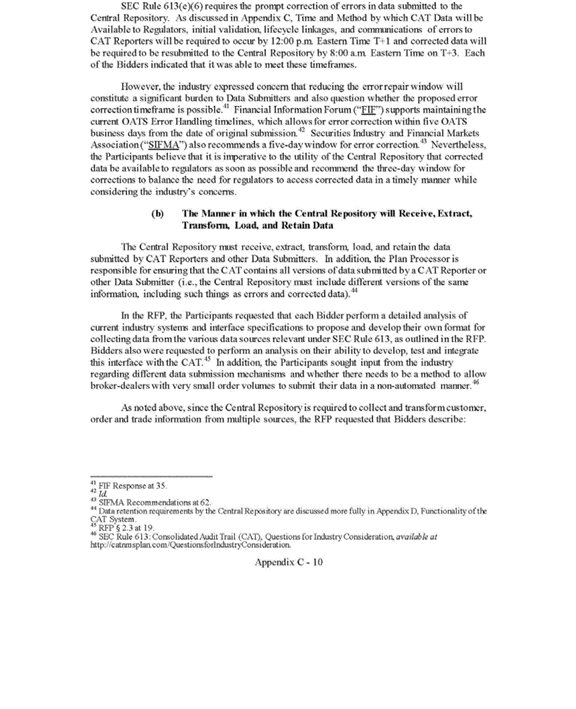 SEC Rule 613(e)(6) requires the prompt correction of errors in data submitted to the
Central Repository. As discussed in Appendix C, Time and Method by which CAT Data will be
Available to Regulators, initial validation, lifecycle linkages, and communications of errors to
CAT Reporters will be required to occur by 12:00 p.m. Eastern Time T+1 and corrected data will
be required to be resubmitted to the Central Repository by 8:00 a.m. Eastern Time on T+3. Each
of the Bidders indicated that it was able to meet these timeframes.
However, the industry expressed concern that reducing the error repair window will
constitute a significant burden to Data Submitters and also question whether the proposed error
correction timeframe is possible.41 Financial Information Forum ("FIF") supports maintaining the
current OATS Error Handling timelines, which allows for error correction within five OATS
business days from the date of original submission.42 Securities Industry and Financial Markets
Association ("SIFMA") also recommends a five-day window for error correction.43 Nevertheless,
the Participants believe that it is imperative to the utility of the Central Repository that corrected
data be available to regulators as soon as possible and recommend the three-day window for
corrections to balance the need for regulators to access corrected data in a timely manner while
considering the industry's concerns.
(b) The Manner in which the Central Repository will Receive, Extract,
Transform, Load, and Retain Data
The Central Repository must receive, extract, transform, load, and retain the data
submitted by CAT Reporters and other Data Submitters. In addition, the Plan Processor is
responsible for ensuring that the CAT contains all versions of data submitted by a CAT Reporter or
other Data Submitter (i.e., the Central Repository must include different versions of the same
information, including such things as errors and corrected data).44
In the RFP, the Participants requested that each Bidder perform a detailed analysis of
current industry systems and interface specifications to propose and develop their own format for
collecting data from the various data sources relevant under SEC Rule 613, as outlined in the RFP.
Bidders also were requested to perform an analysis on their ability to develop, test and integrate
this interface with the CAT.45 In addition, the Participants sought input from the industry
regarding different data submission mechanisms and whether there needs to be a method to allow
broker-dealers with very small order volumes to submit their data in a non-automated manner.46
As noted above, since the Central Repository is required to collect and transform customer,
order and trade information from multiple sources, the RFP requested that Bidders describe:
41 FIF Response at 35.
42 Id.
43 SIFMA Recommendations at 62.
44 Data retention requirements by the Central Repository are discussed more fully in Appendix D, Functionality of the
CAT System.
45 RFP § 2.3 at 19.
46 SEC Rule 613: Consolidated Audit Trail (CAT), Questions for Industry Consideration, available at
http://catnmsplan.com/QuestionsforIndustryConsideration.
Appendix C - 10